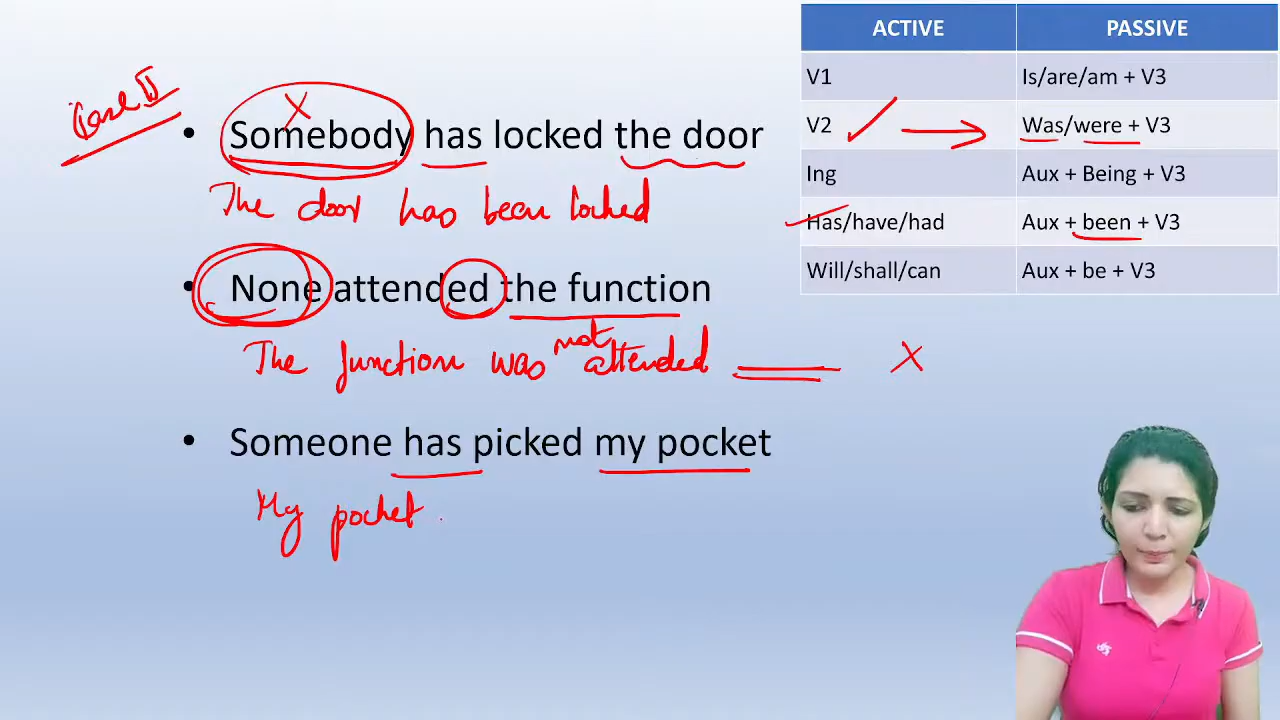 ACTIVE PASSIVE
V1 Is/are/am + V3
V2 Was/were + V3
Ing Aux + Being + V3
Has/have/had Aux + been + V3
Will/shall/can Aux + be + V3
Case II
X
• Somebody has locked the door
The door has been locked
• None attended the function
The function was not attended X
• Someone has picked my pocket
My pocket